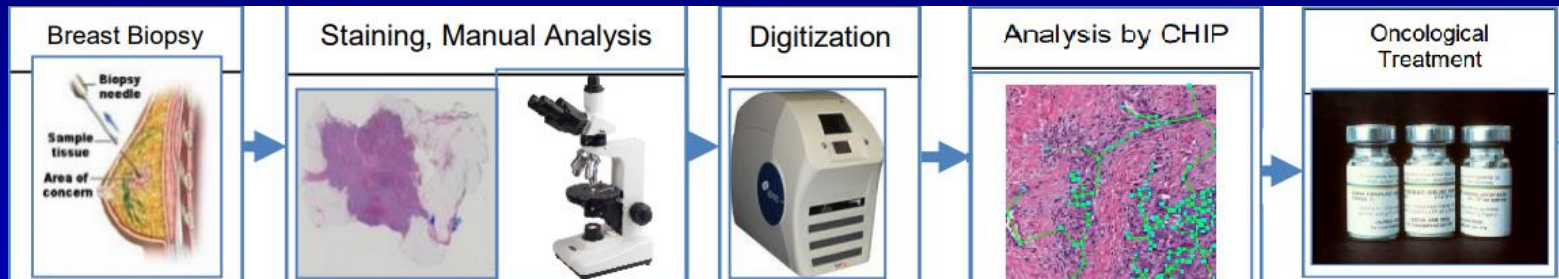 Breast Biopsy
Staining, Manual Analysis
Digitization
Analysis by CHIP
Oncological
Treatment
Biopsy
needle
Sample
tissue
Area of
concern